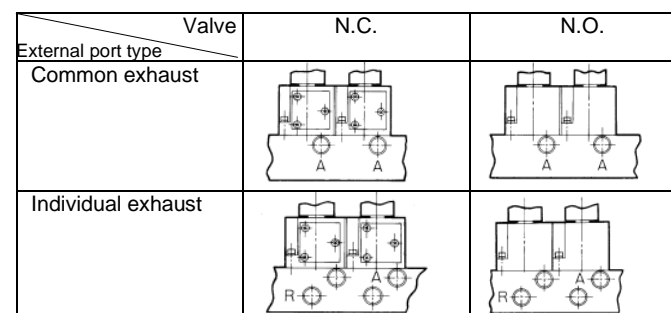 Valve
External port type
N.C.
N.O.
Common exhaust
A A
A A
Individual exhaust
R A
R A